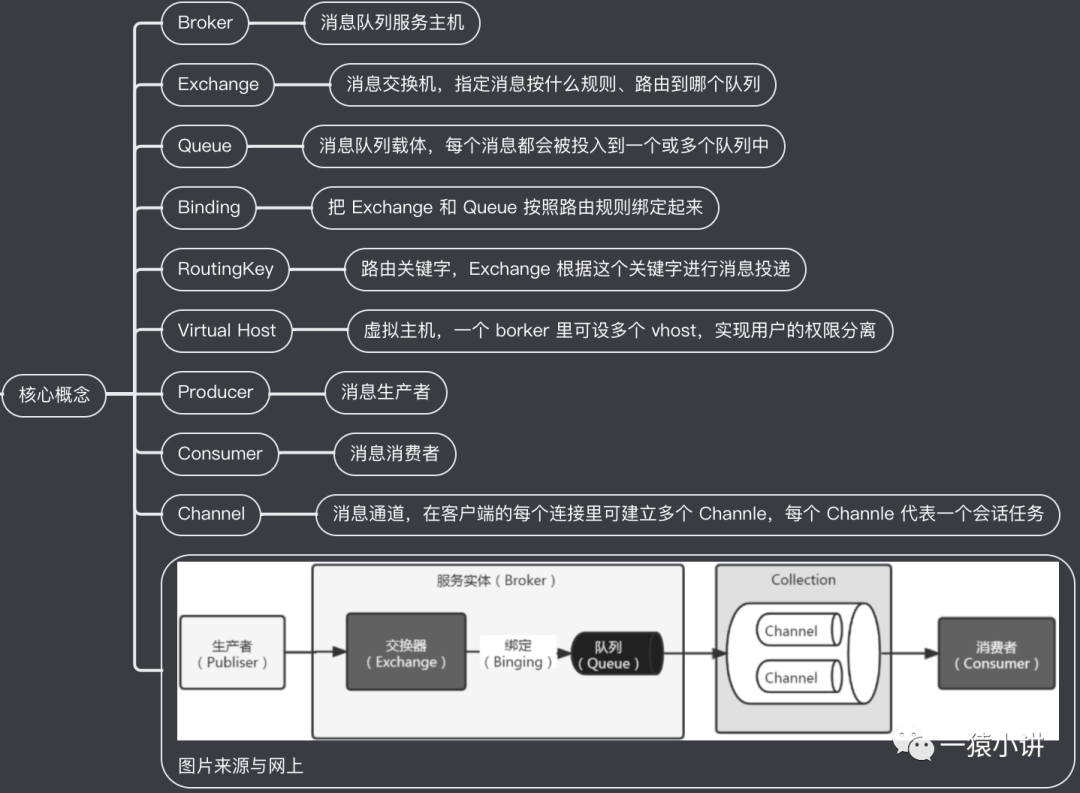 Broker
消息队列服务主机
Exchange
消息交换机，指定消息按什么规则、路由到哪个队列
Queue
消息队列载体，每个消息都会被投入到一个或多个队列中
Binding
把 Exchange 和 Queue 按照路由规则绑定起来
RoutingKey
路由关键字，Exchange 根据这个关键字进行消息投递
Virtual Host
虚拟主机，一个 borker 里可设多个 vhost，实现用户的权限分离
核心概念
Producer
消息生产者
Consumer
消息消费者
Channel
消息通道，在客户端的每个连接里可建立多个 Channle，每个 Channle 代表一个会话任务
服务实体（Broker）
Collection
生产者
（Publiser）
交换器
（Exchange）
绑定
（Binging）
队列
（Queue）
Channel
Channel
消费者
（Consumer）
一猿小讲
图片来源与网上